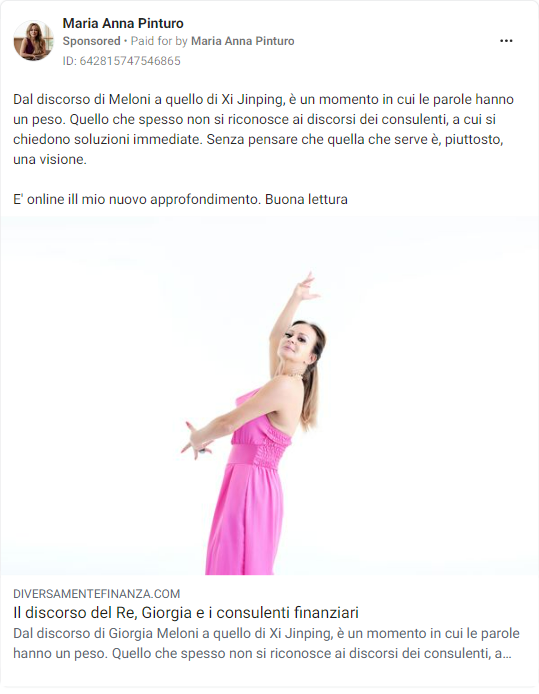 Maria Anna Pinturo
Sponsored • Paid for by Maria Anna Pinturo
ID: 642815747546865
Dal discorso di Meloni a quello di Xi Jinping, è un momento in cui le parole hanno
un peso. Quello che spesso non si riconosce ai discorsi dei consulenti, a cui si
chiedono soluzioni immediate. Senza pensare che quella che serve è, piuttosto,
una visione.
E' online ill mio nuovo approfondimento. Buona lettura
DIVERSAMENTEFINANZA.COM
Il discorso del Re, Giorgia e i consulenti finanziari
Dal discorso di Giorgia Meloni a quello di Xi Jinping, è un momento in cui le parole
hanno un peso. Quello che spesso non si riconosce ai discorsi dei consulenti, a...